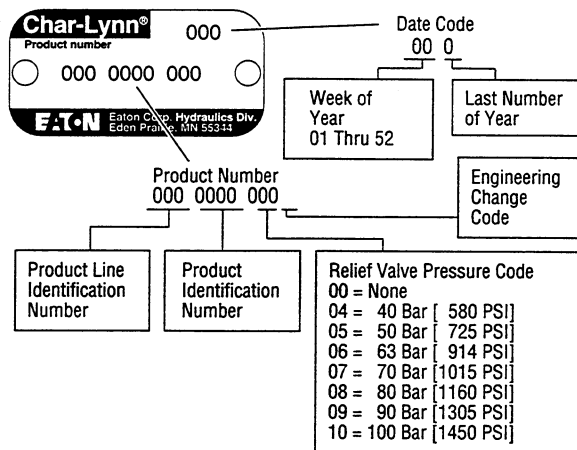 Char-Lynn®
000
Product number
000 0000 000
EATON Eaton Corp. Hydraulics Div.
Eden Prairie, MN 55344
Date Code
00 0
Week of
Year
01 Thru 52
Last Number
of Year
Product Number
000 0000 000
Engineering
Change
Code
Product Line
Identification
Number
Product
Identification
Number
Relief Valve Pressure Code
00 = None
04 = 40 Bar [ 580 PSI]
05 = 50 Bar [ 725 PSI]
06 = 63 Bar [ 914 PSI]
07 = 70 Bar [1015 PSI]
08 = 80 Bar [1160 PSI]
09 = 90 Bar [1305 PSI]
10 = 100 Bar [1450 PSI]